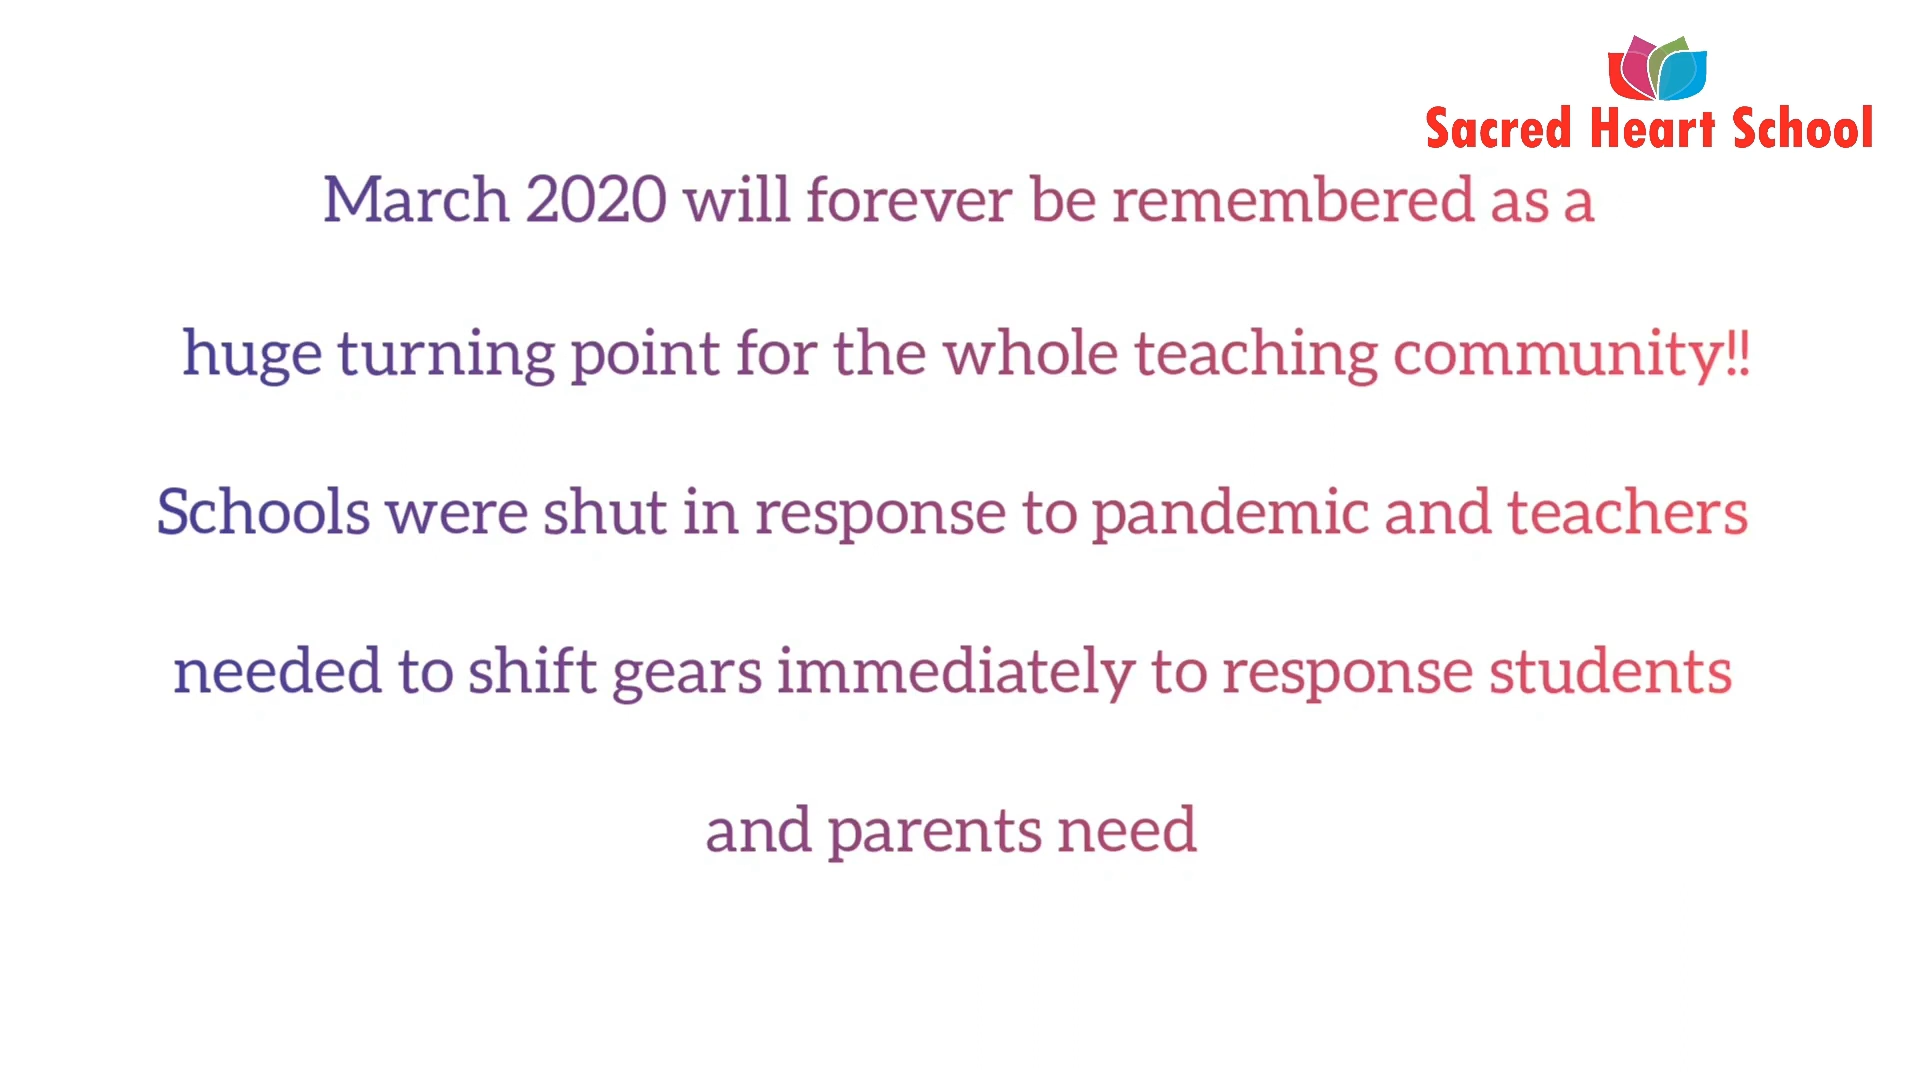 Sacred Heart School
March 2020 will forever be remembered as a
huge turning point for the whole teaching community!!
Schools were shut in response to pandemic and teachers
needed to shift gears immediately to response students
and parents need